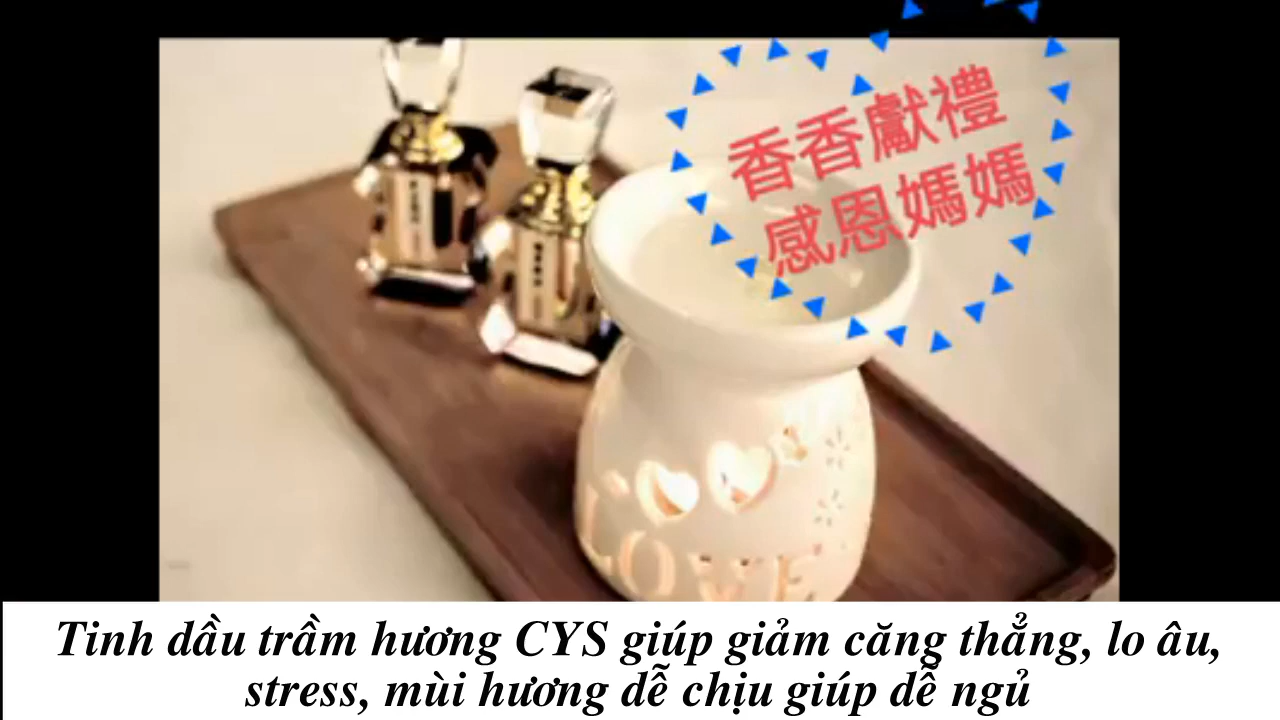 香香獻禮
感恩媽媽
LOVE
Tinh dầu trầm hương CYS giúp giảm căng thẳng, lo âu,
stress, mùi hương dễ chịu giúp dễ ngủ